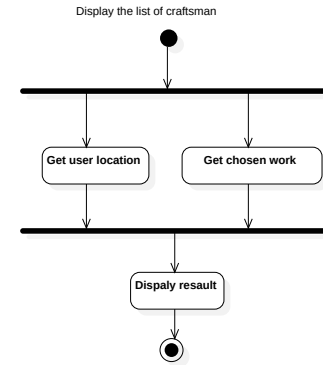 Display the list of craftsman
Get user location
Get chosen work
Dispaly resault